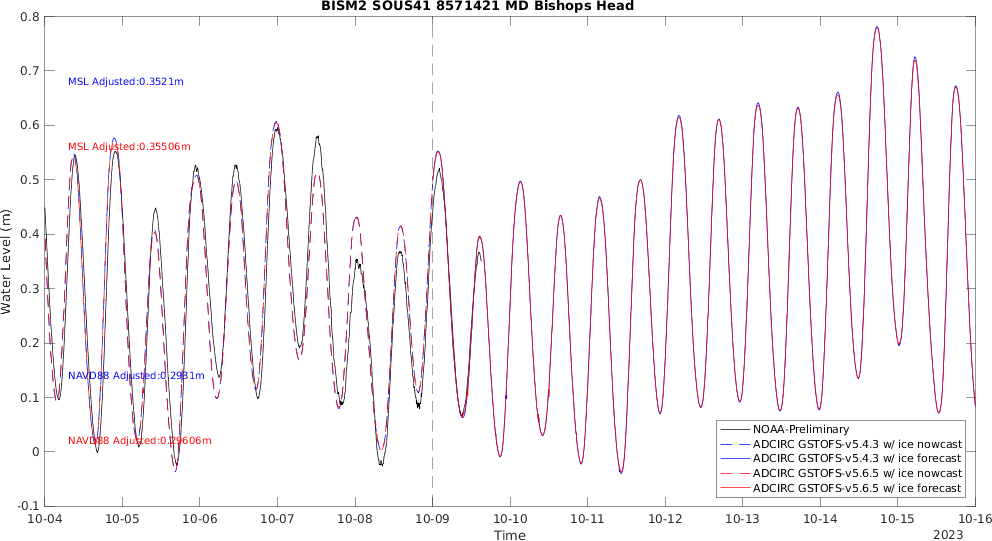 BISM2 SOUS41 8571421 MD Bishops Head
Water Level (m)
0.8
0.7
0.6
0.5
0.4
0.3
0.2
0.1
0
-0.1
MSL Adjusted:0.3521m
MSL Adjusted:0.35506m
NAVD88 Adjusted:0.2931m
NAVD88 Adjusted:0.29606m
NOAA-Preliminary
ADCIRC GSTOFS-v5.4.3 w/ ice nowcast
ADCIRC GSTOFS-v5.4.3 w/ ice forecast
ADCIRC GSTOFS-v5.6.5 w/ ice nowcast
ADCIRC GSTOFS-v5.6.5 w/ ice forecast
10-04 10-05 10-06 10-07 10-08 10-09 10-10 10-11 10-12 10-13 10-14 10-15 10-16
Time
2023